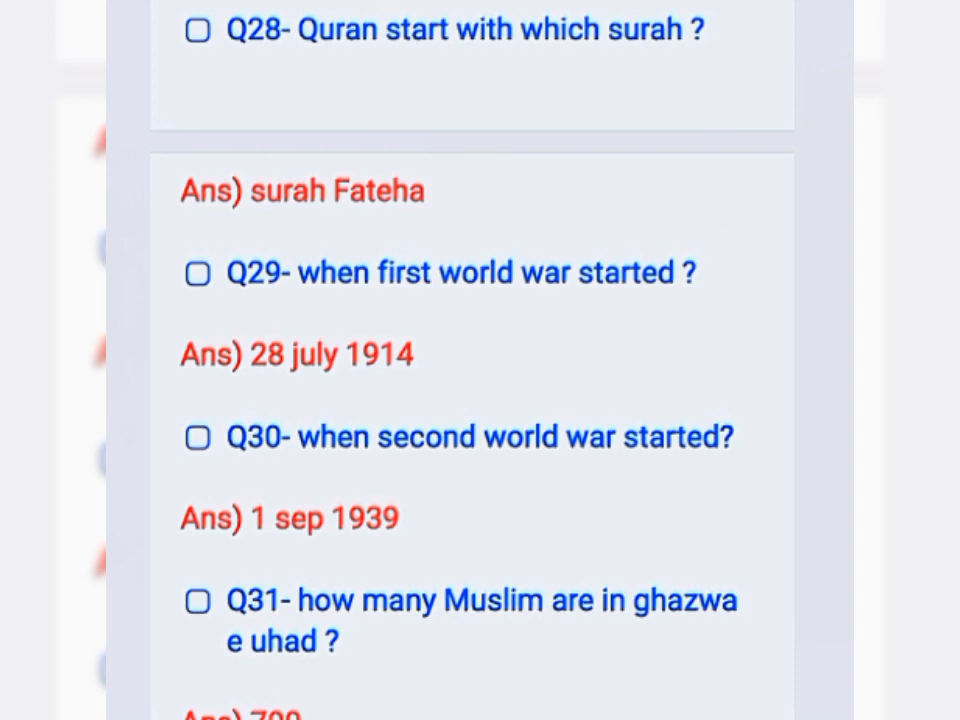 Q28- Quran start with which surah ?
Ans) surah Fateha
Q29- when first world war started ?
Ans) 28 july 1914
Q30- when second world war started?
Ans) 1 sep 1939
Q31- how many Muslim are in ghazwa
e uhad ?
Ans)